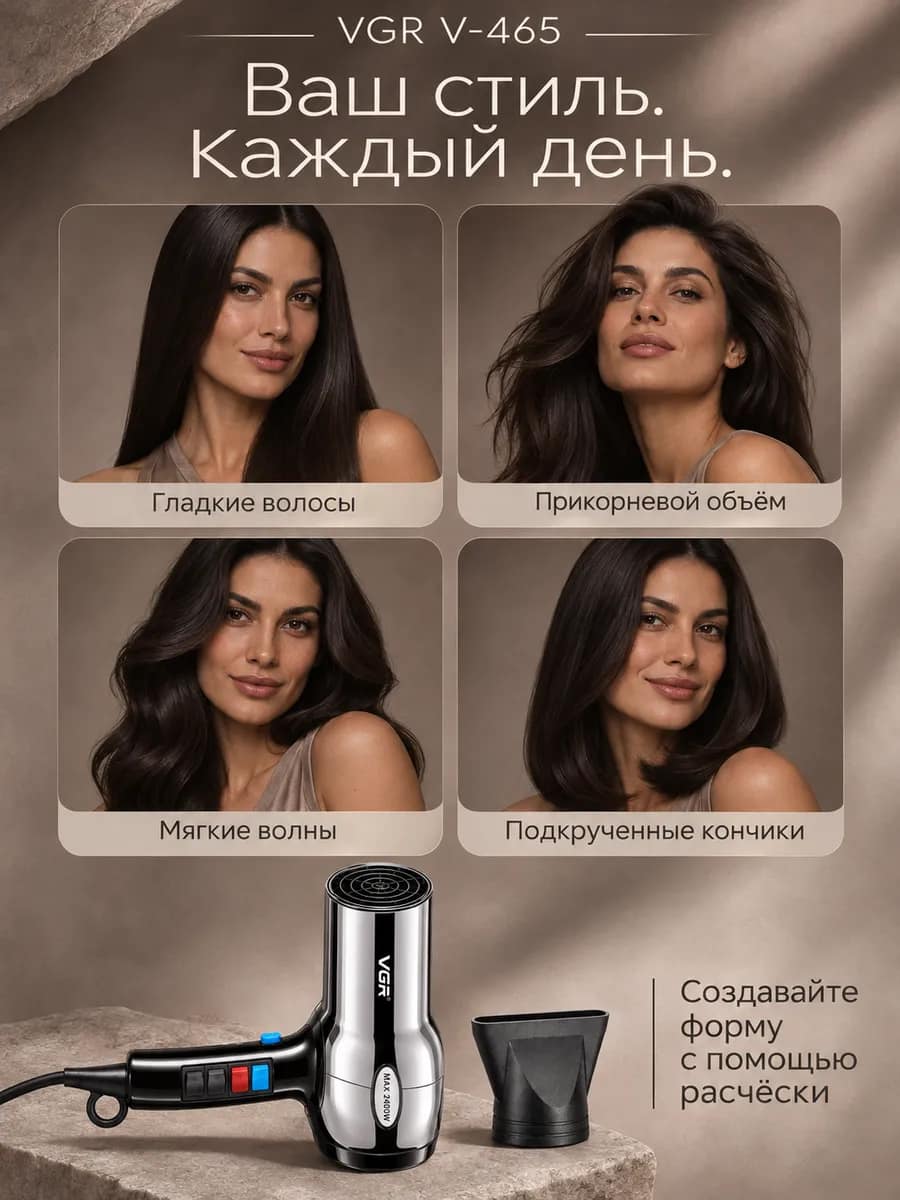 VGR V-465
Ваш стиль.
Каждый день.
Гладкие волосы
Прикорневой объём
Мягкие волны
Подкрученные кончики
VGR
MAX 2400W
Создавайте
форму
с помощью
расчёски